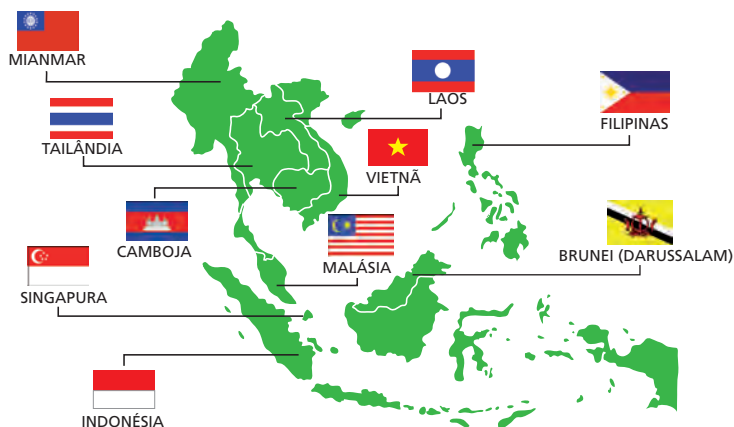 MIANMAR
LAOS
FILIPINAS
TAILÂNDIA
VIETNÃ
CAMBOJA
MALÁSIA
BRUNEI (DARUSSALAM)
SINGAPURA
INDONÉSIA